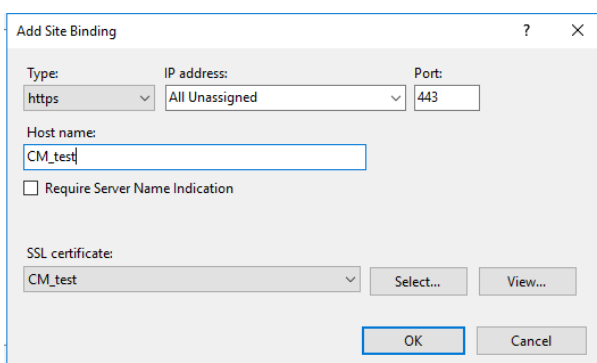 Add Site Binding ? ×
Type: IP address: Port:
https All Unassigned 443
Host name:
CM_test
Require Server Name Indication
SSL certificate:
CM_test Select... View...
OK Cancel